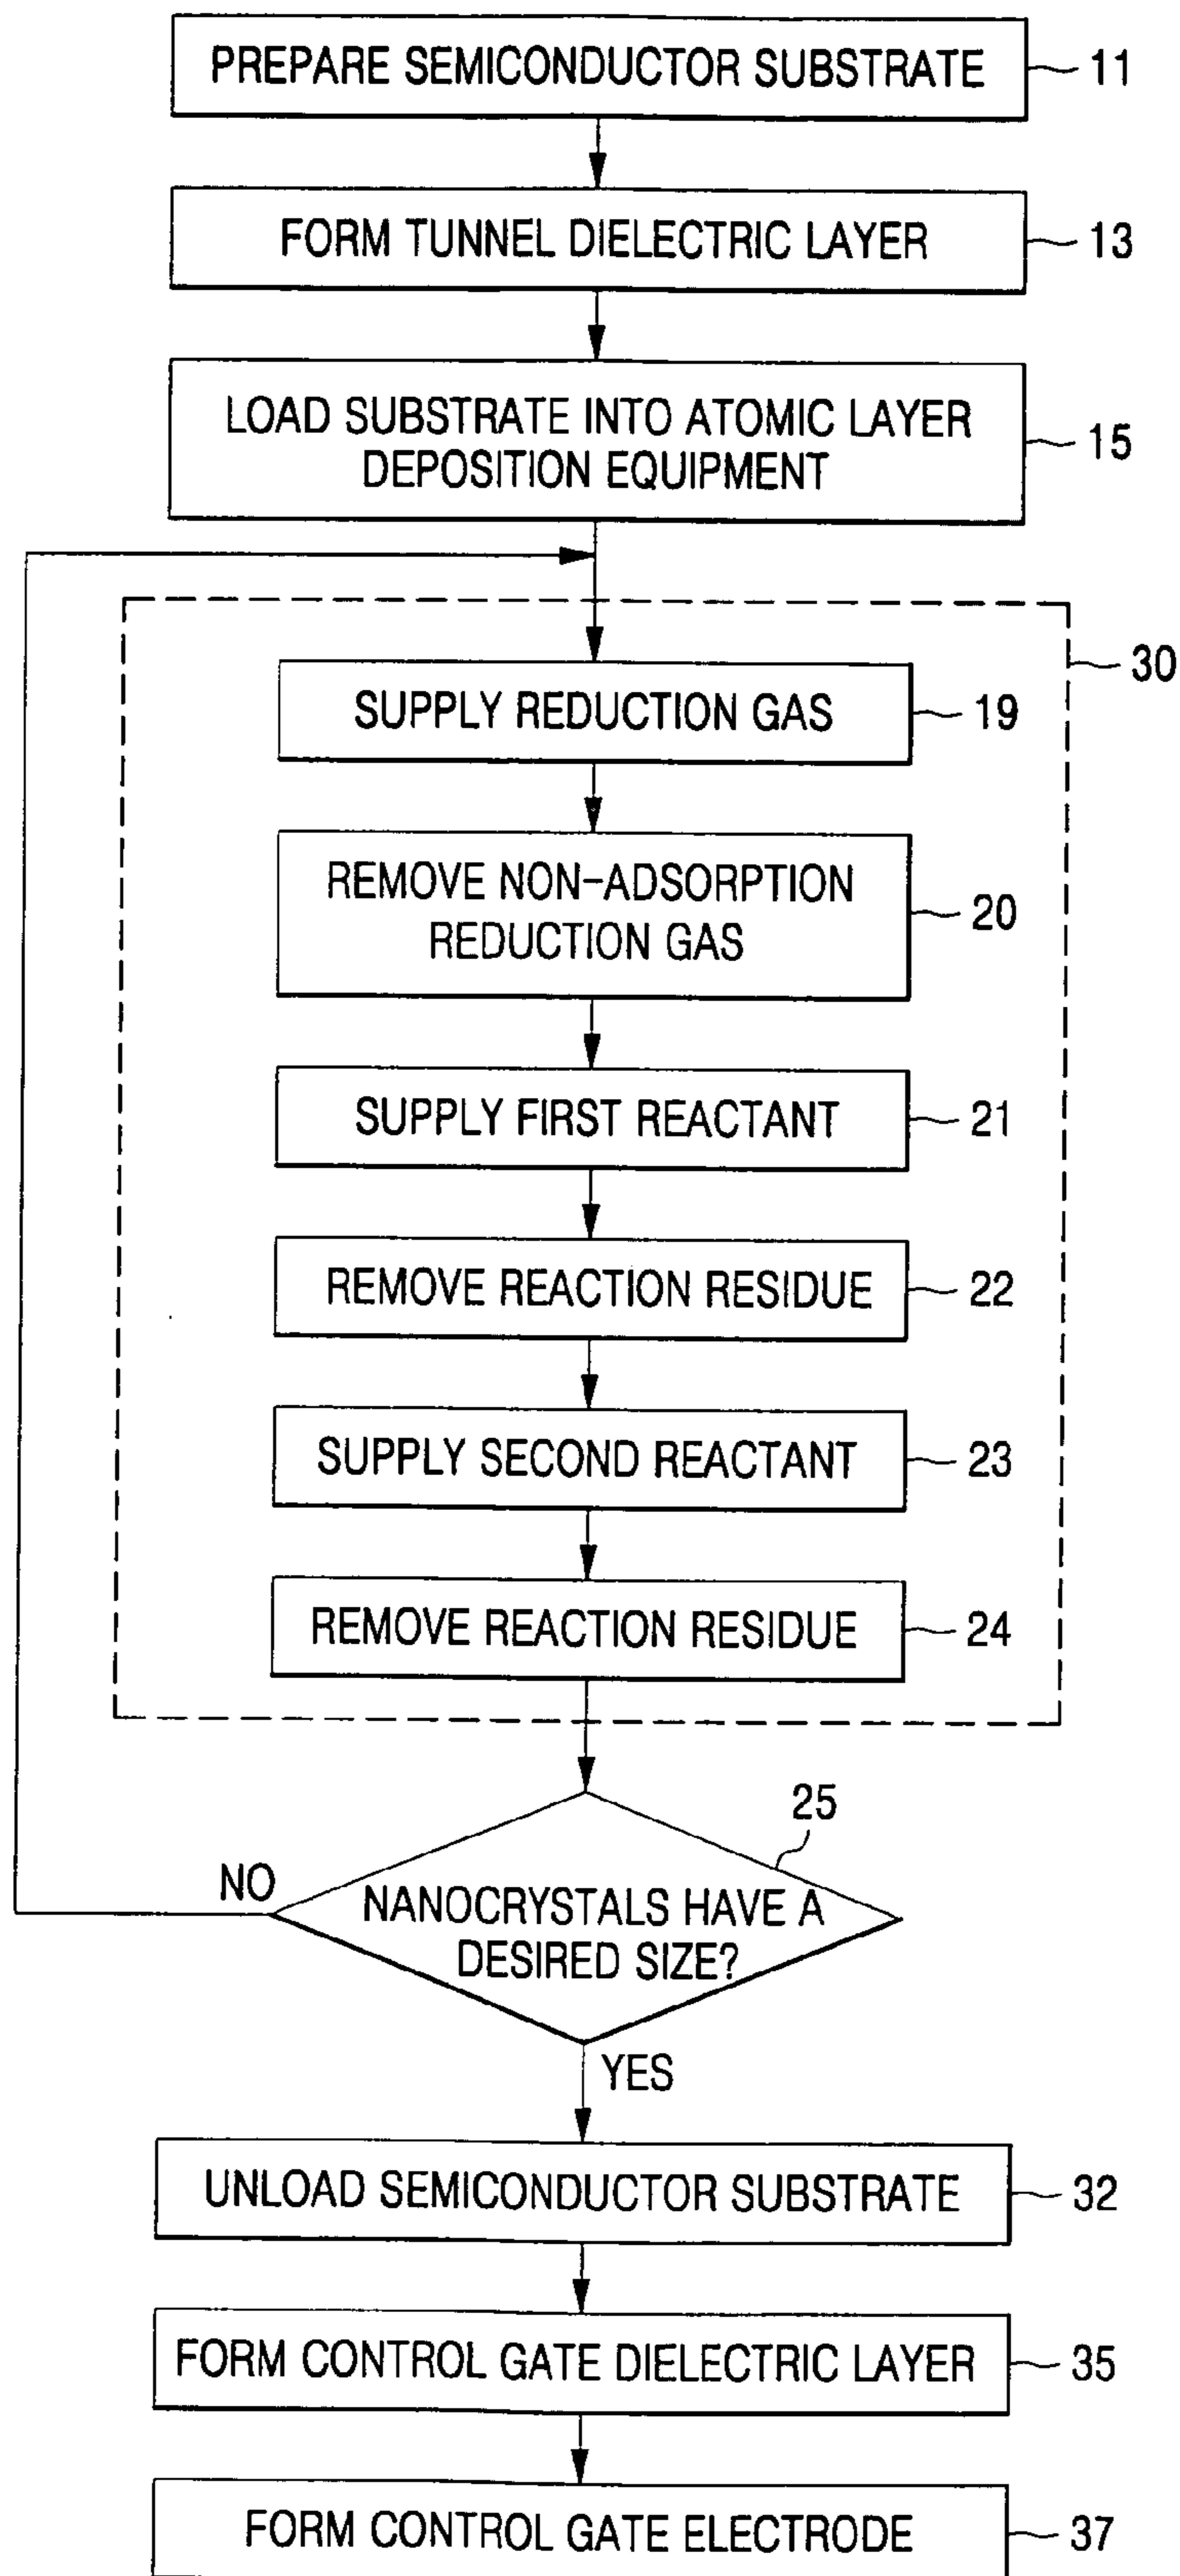 PREPARE SEMICONDUCTOR SUBSTRATE 11
FORM TUNNEL DIELECTRIC LAYER 13
LOAD SUBSTRATE INTO ATOMIC LAYER
DEPOSITION EQUIPMENT 15
30
SUPPLY REDUCTION GAS 19
REMOVE NON-ADSORPTION
REDUCTION GAS 20
SUPPLY FIRST REACTANT 21
REMOVE REACTION RESIDUE 22
SUPPLY SECOND REACTANT 23
REMOVE REACTION RESIDUE 24
25
NO
NANOCRYSTALS HAVE A
DESIRED SIZE?
YES
UNLOAD SEMICONDUCTOR SUBSTRATE 32
FORM CONTROL GATE DIELECTRIC LAYER 35
FORM CONTROL GATE ELECTRODE 37